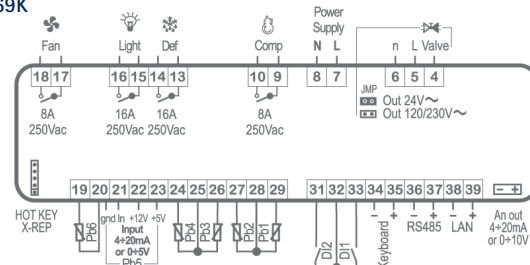 69K
Power
Supply
Fan Light Def Comp N L n L Valve
18 17 16 15 14 13 10 9 8 7 6 5 4
JMP
Out 24V~
Out 120/230V~
8A 16A 16A 8A
250Vac 250Vac 250Vac 250Vac
19 20 21 22 23 24 25 26 27 28 29 31 32 33 34 35 36 37 38 39 - +
HOT KEY
X-REP
Pb6
gnd In +12V +5V
Input
4÷20mA
or 0÷5V
Pb5
Pb4 Pb3 Pb2 Pb1
DI2 DI1
Keyboard
- + - + - +
RS485 LAN
An out
4÷20mA
or 0÷10V